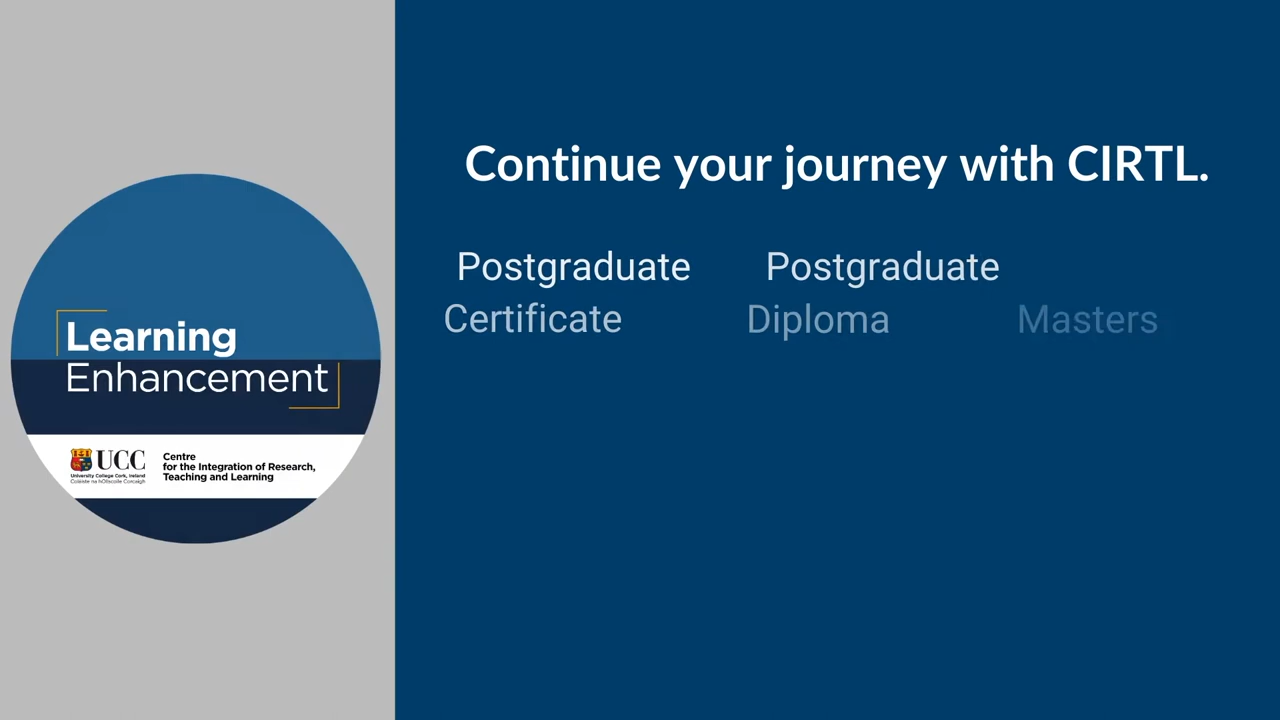 Learning
Enhancement
UCC
University College Cork, Ireland
Coláiste na hOllscoile Corcaigh
Centre
for the Integration of Research,
Teaching and Learning
Continue your journey with CIRTL.
Postgraduate Postgraduate
Certificate Diploma Masters